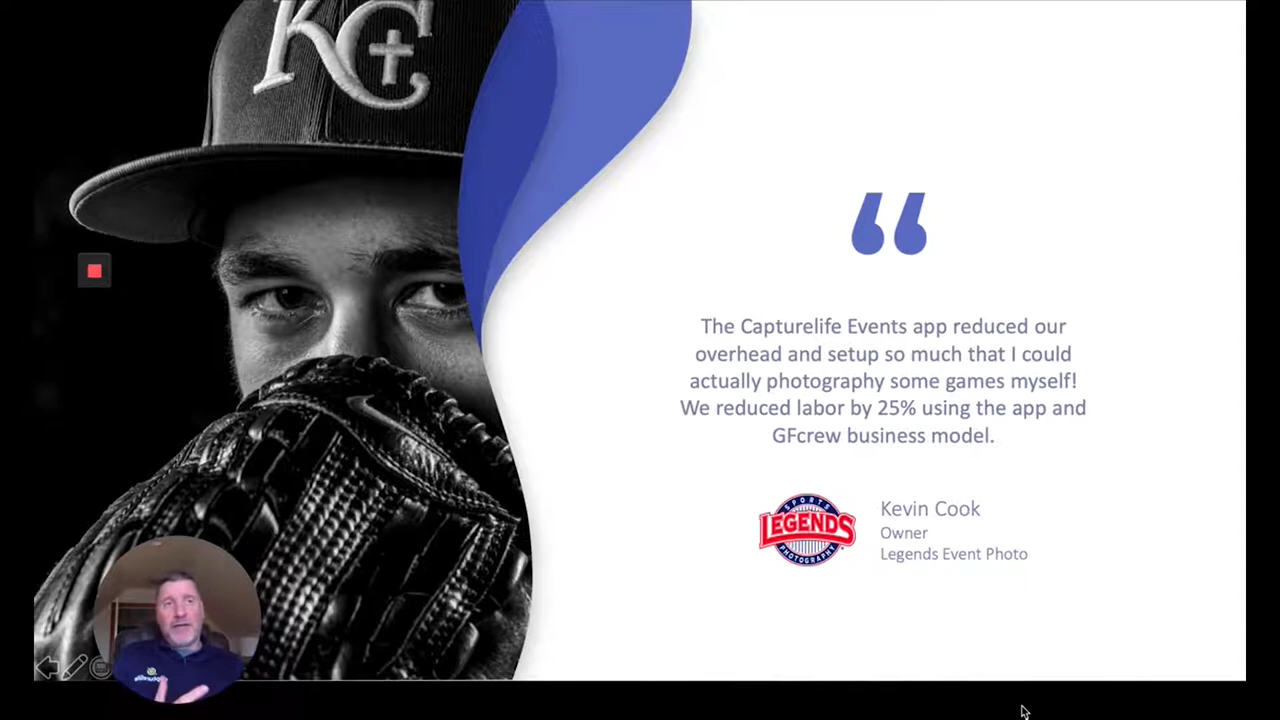 KC
“
The Capturelife Events app reduced our
overhead and setup so much that I could
actually photography some games myself!
We reduced labor by 25% using the app and
GFcrew business model.
SPORTS
LEGENDS
PHOTOGRAPHY
Kevin Cook
Owner
Legends Event Photo